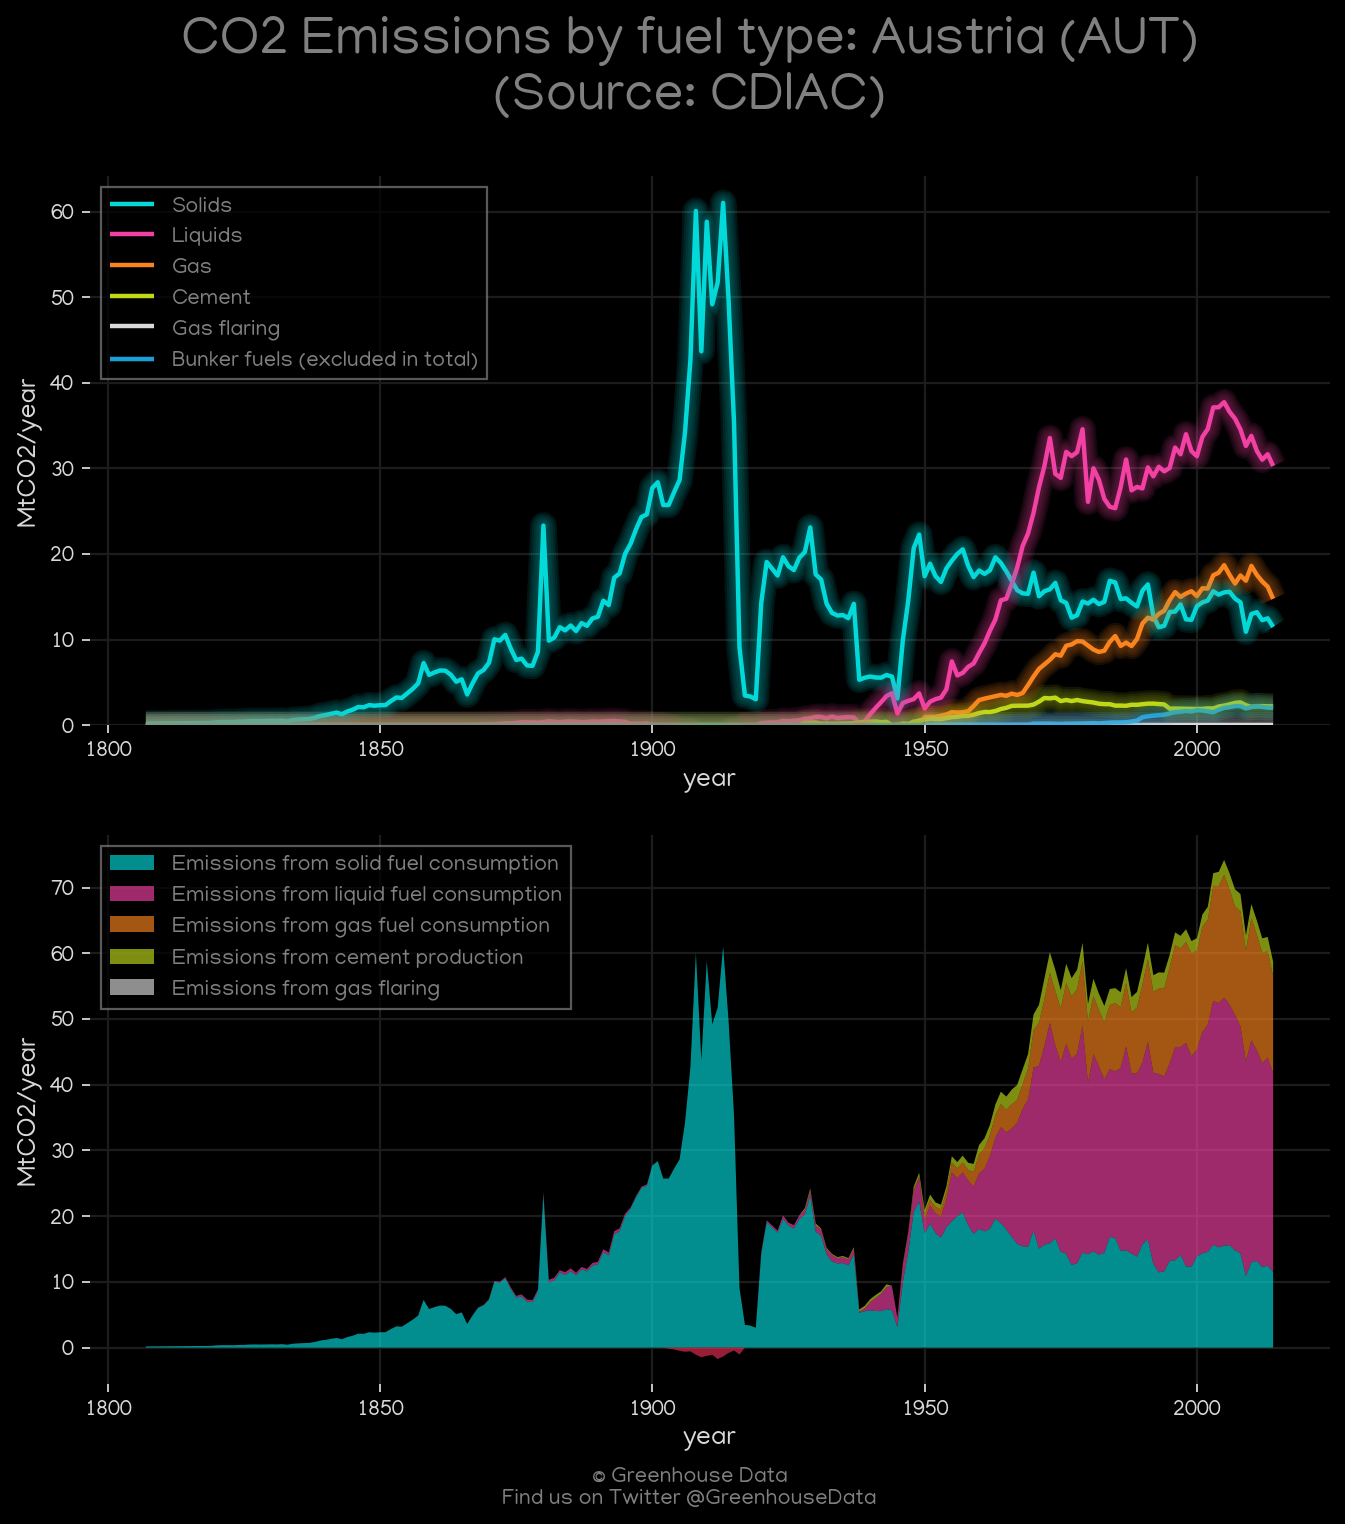 CO2 Emissions by fuel type: Austria (AUT)
(Source: CDIAC)
Solids
Liquids
Gas
Cement
Gas flaring
Bunker fuels (excluded in total)
MtCO2/year
60
50
40
30
20
10
0
1800 1850 1900 1950 2000
year
Emissions from solid fuel consumption
Emissions from liquid fuel consumption
Emissions from gas fuel consumption
Emissions from cement production
Emissions from gas flaring
MtCO2/year
70
60
50
40
30
20
10
0
1800 1850 1900 1950 2000
year
© Greenhouse Data
Find us on Twitter @GreenhouseData